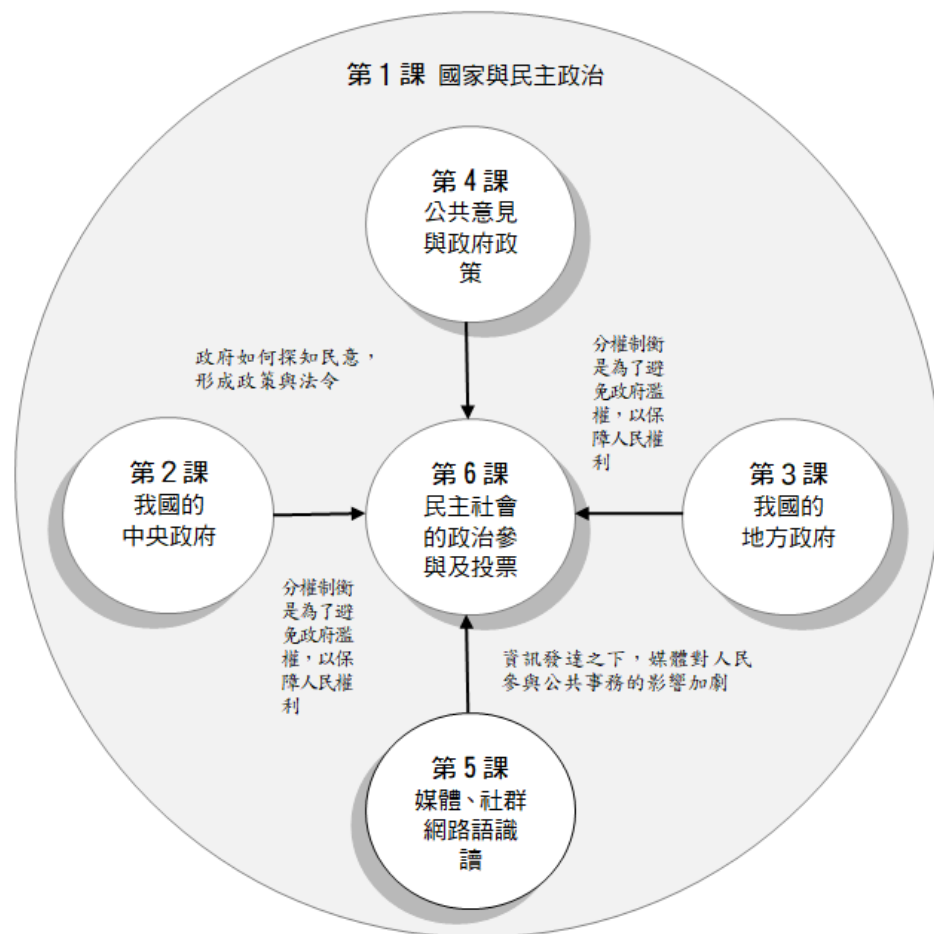 第1課 國家與民主政治
第4課
公共意見
與政府政
策
政府如何探知民意，
形成政策與法令
分權制衡
是為了避
免政府濫
權，以保
障人民權
利
第2課
我國的
中央政府
第6課
民主社會
的政治參
與及投票
第3課
我國的
地方政府
分權制衡
是為了避
免政府濫
權，以保
障人民權
利
資訊發達之下，媒體對人民
參與公共事務的影響加劇
第5課
媒體、社群
網路語識
讀